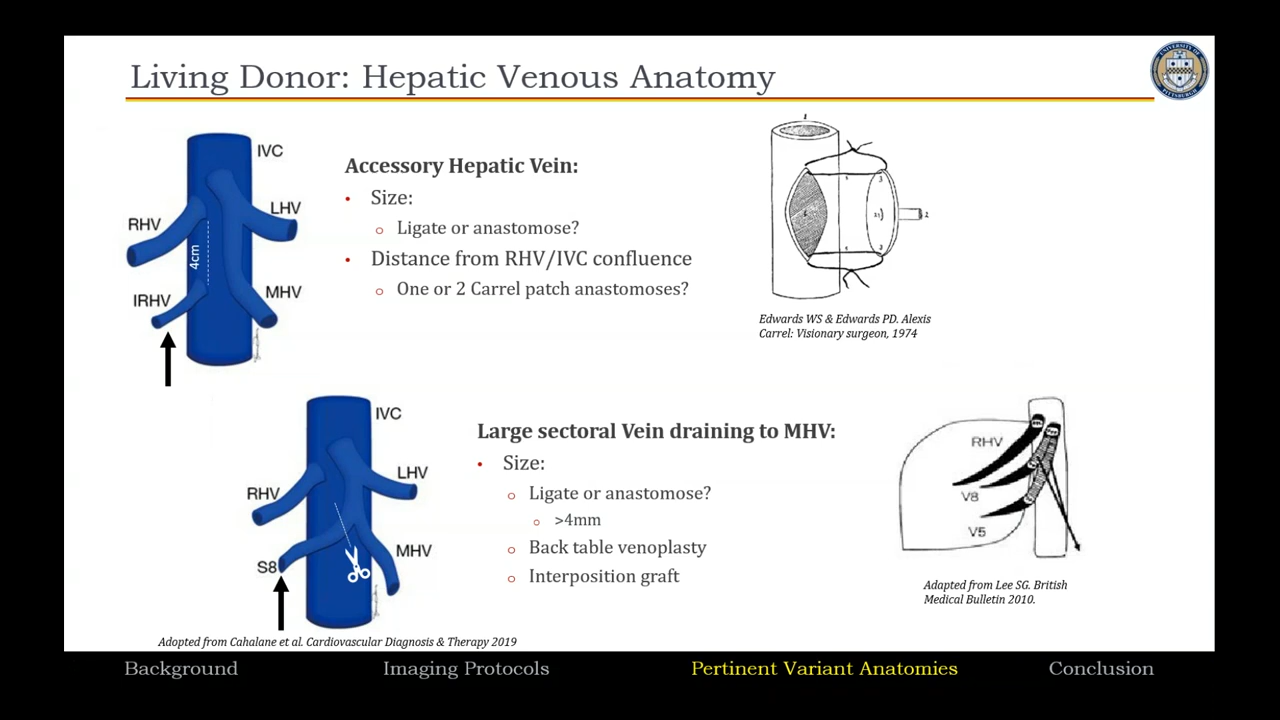 Living Donor: Hepatic Venous Anatomy
IVC
RHV
LHV
4cm
IRHV
MHV
Accessory Hepatic Vein:
• Size:
o Ligate or anastomose?
• Distance from RHV/IVC confluence
o One or 2 Carrel patch anastomoses?
Edwards WS & Edwards PD. Alexis
Carrel: Visionary surgeon, 1974
IVC
LHV
RHV
MHV
S8
Large sectoral Vein draining to MHV:
• Size:
o Ligate or anastomose?
o >4mm
o Back table venoplasty
o Interposition graft
RHV
V8
V5
Adapted from Lee SG. British
Medical Bulletin 2010.
Adopted from Cahalane et al. Cardiovascular Diagnosis & Therapy 2019
Background Imaging Protocols Pertinent Variant Anatomies Conclusion